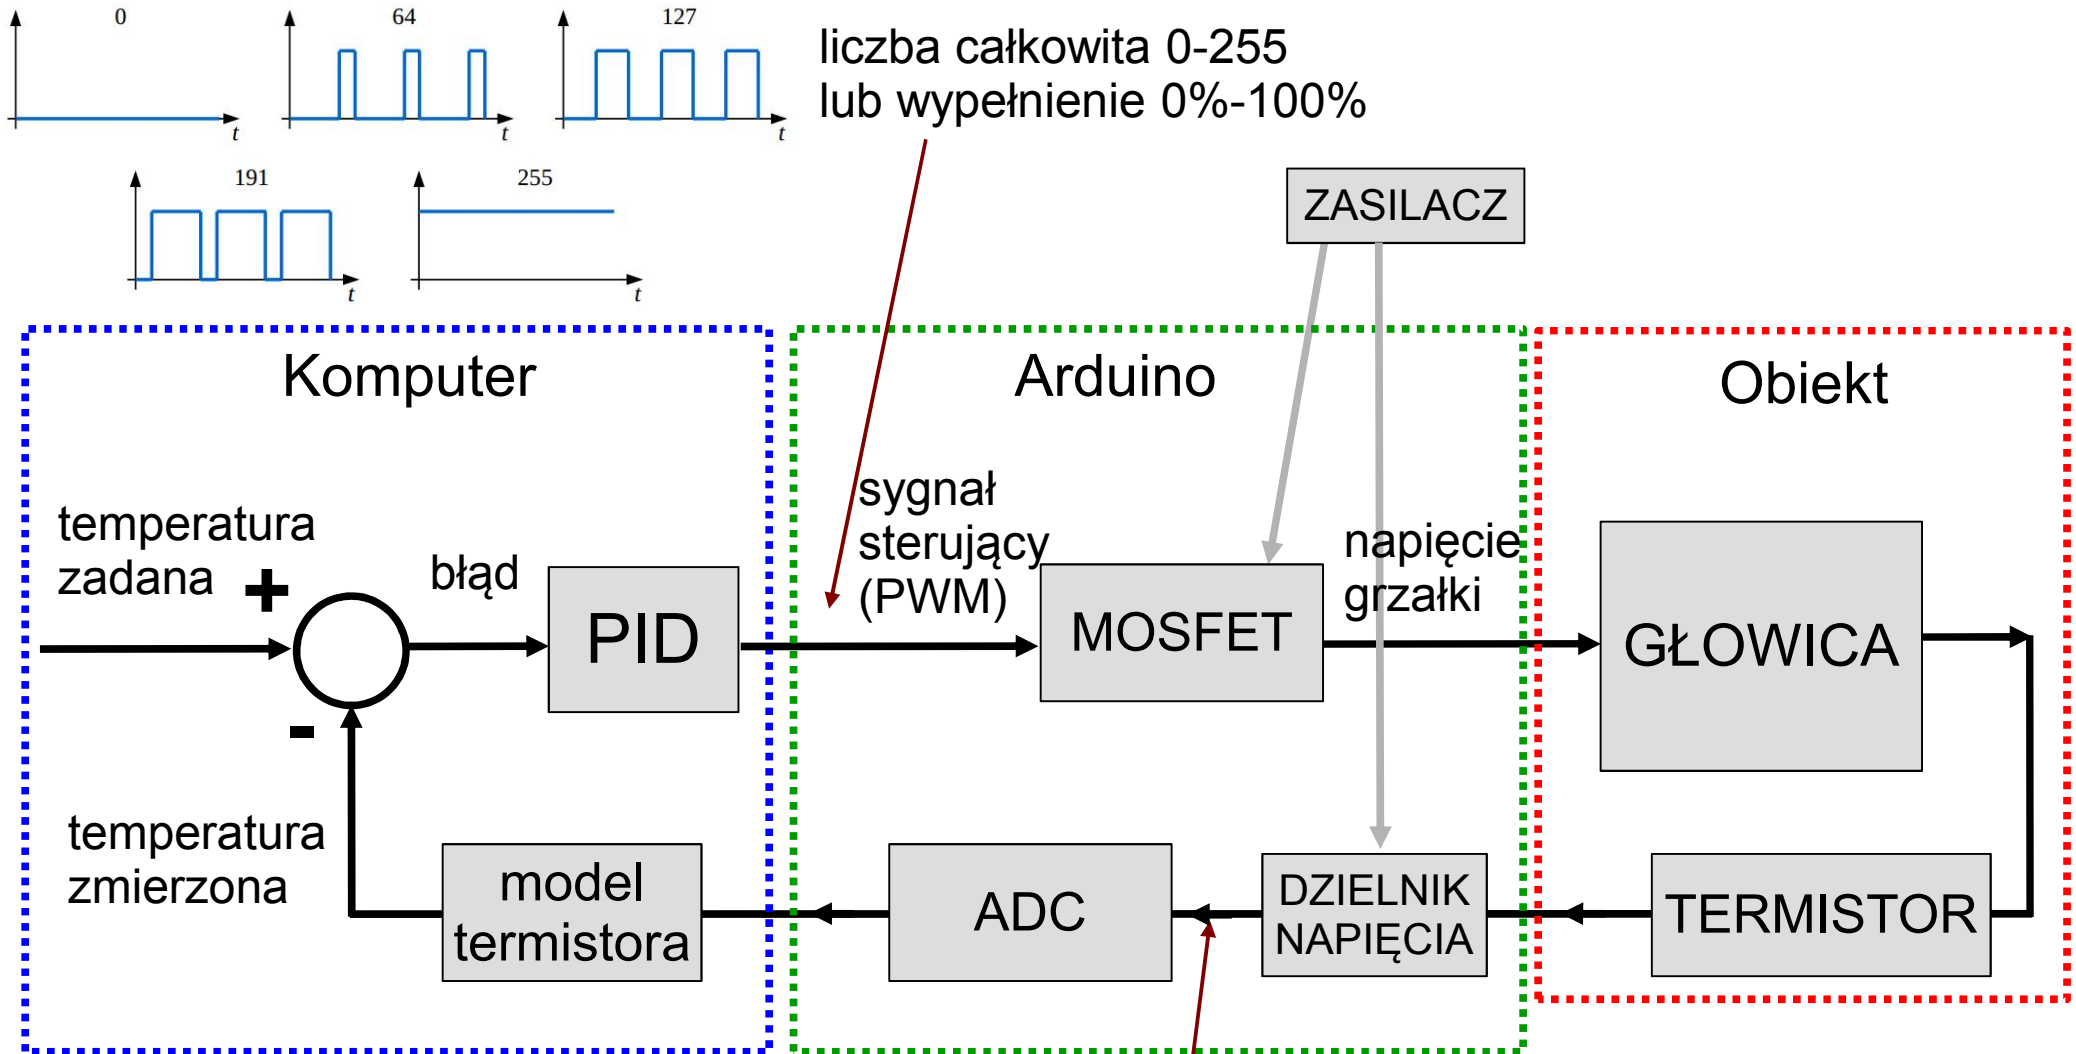 0
t
64
t
127
t
191
t
255
t
liczba całkowita 0-255
lub wypełnienie 0%-100%
ZASILACZ
Komputer
Arduino
Obiekt
temperatura
zadana
+
-
błąd
PID
sygnał
sterujący
(PWM)
MOSFET
napięcie
grzałki
GŁOWICA
temperatura
zmierzona
model
termistora
ADC
DZIELNIK
NAPIĘCIA
TERMISTOR